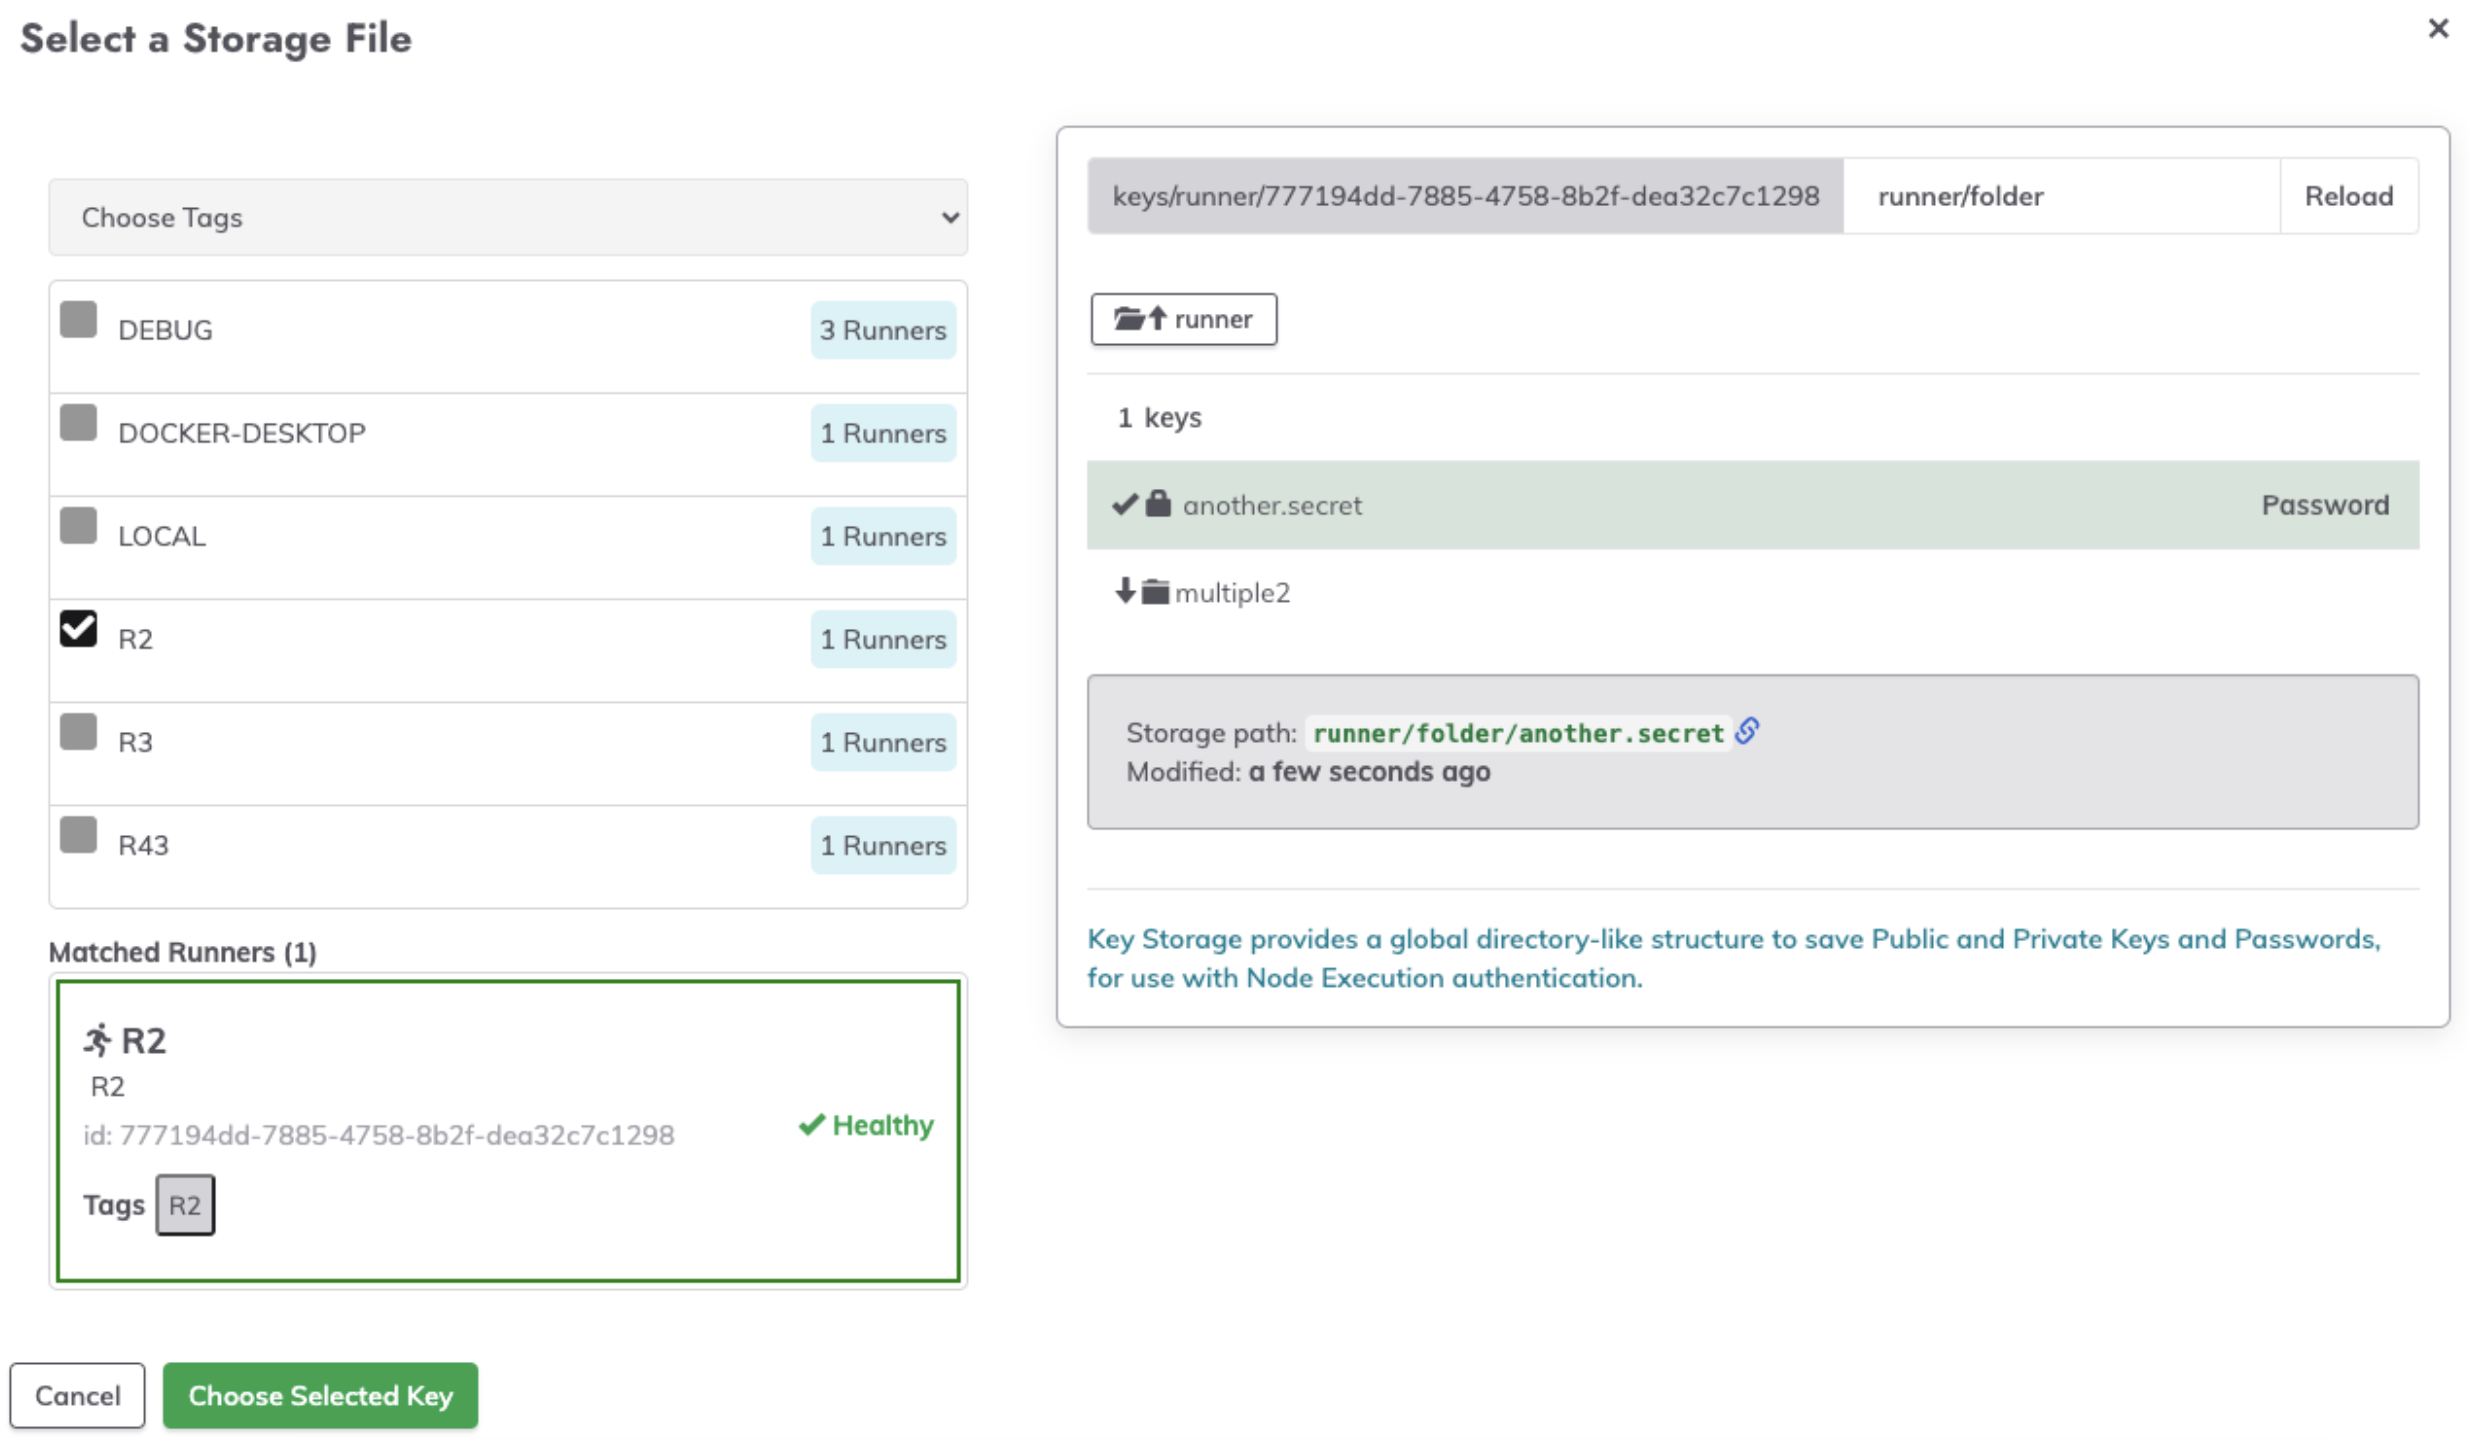 Select a Storage File
×
Choose Tags
DEBUG 3 Runners
DOCKER-DESKTOP 1 Runners
LOCAL 1 Runners
R2 1 Runners
R3 1 Runners
R43 1 Runners
Matched Runners (1)
R2
R2
id: 777194dd-7885-4758-8b2f-dea32c7c1298
Healthy
Tags R2
keys/runner/777194dd-7885-4758-8b2f-dea32c7c1298 runner/folder Reload
runner
1 keys
another.secret Password
multiple2
Storage path: runner/folder/another.secret
Modified: a few seconds ago
Key Storage provides a global directory-like structure to save Public and Private Keys and Passwords,
for use with Node Execution authentication.
Cancel Choose Selected Key